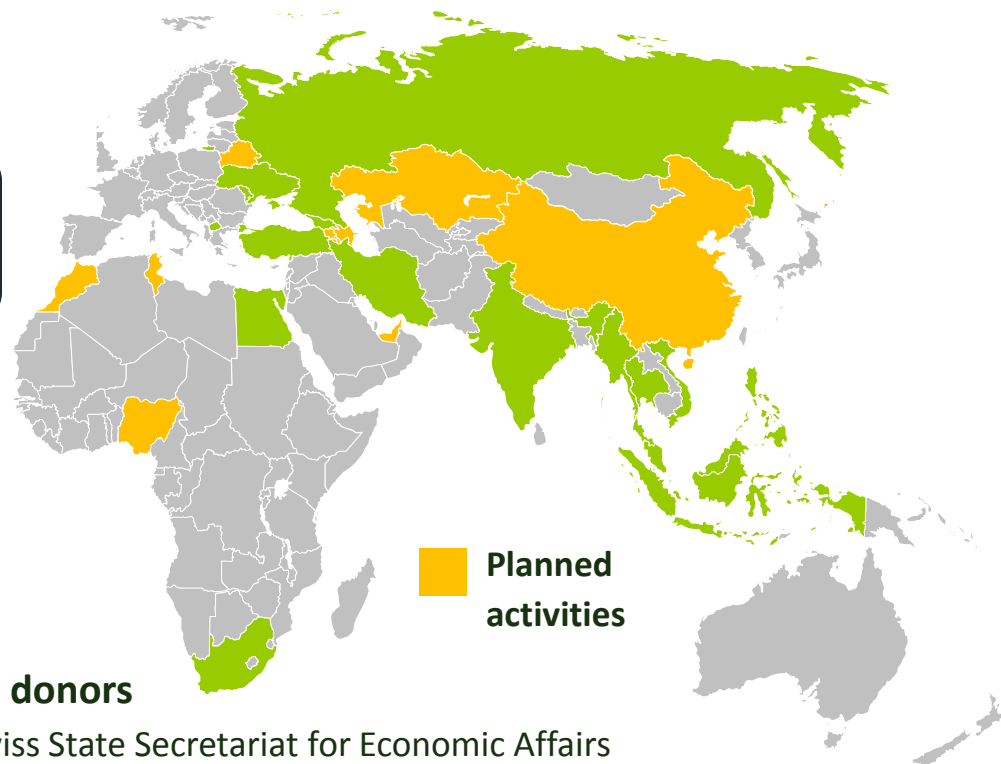 Planned
activities
donors
iss State Secretariat for Economic Affairs